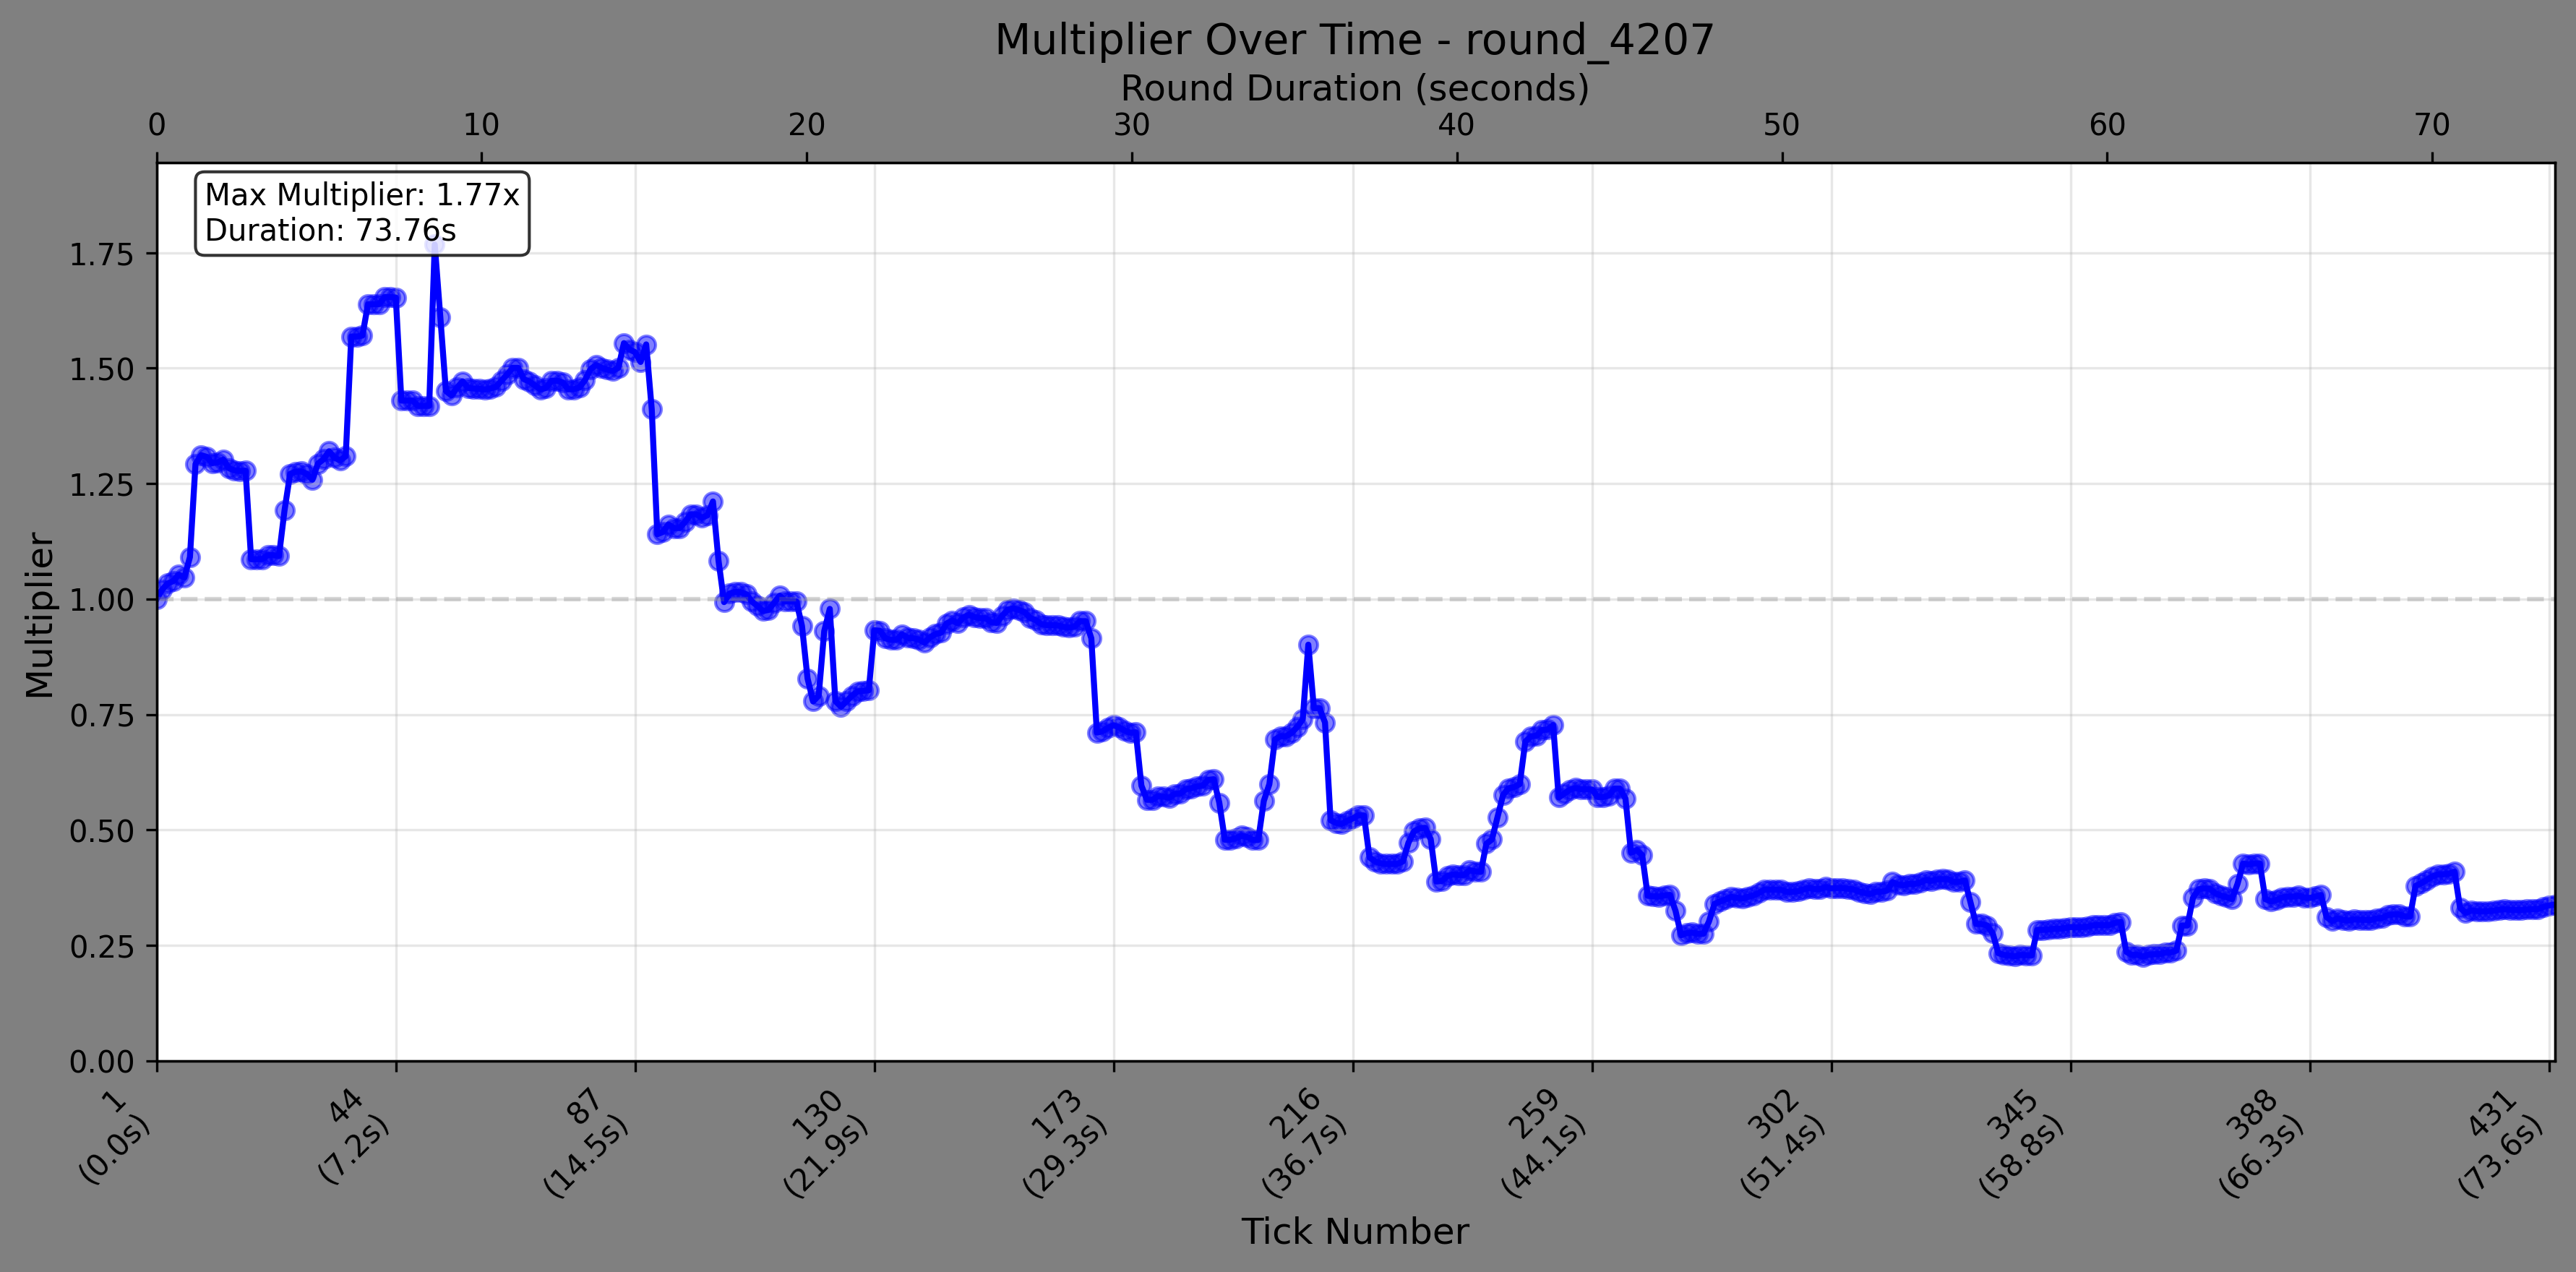 Multiplier Over Time - round_4207
Round Duration (seconds)
0 10 20 30 40 50 60 70
Max Multiplier: 1.77x
Duration: 73.76s
1.75
1.50
1.25
1.00
0.75
0.50
0.25
0.00
Multiplier
1
(0.0s)
44
(7.2s)
87
(14.5s)
130
(21.9s)
173
(29.3s)
216
(36.7s)
259
(44.1s)
302
(51.4s)
345
(58.8s)
388
(66.3s)
431
(73.6s)
Tick Number